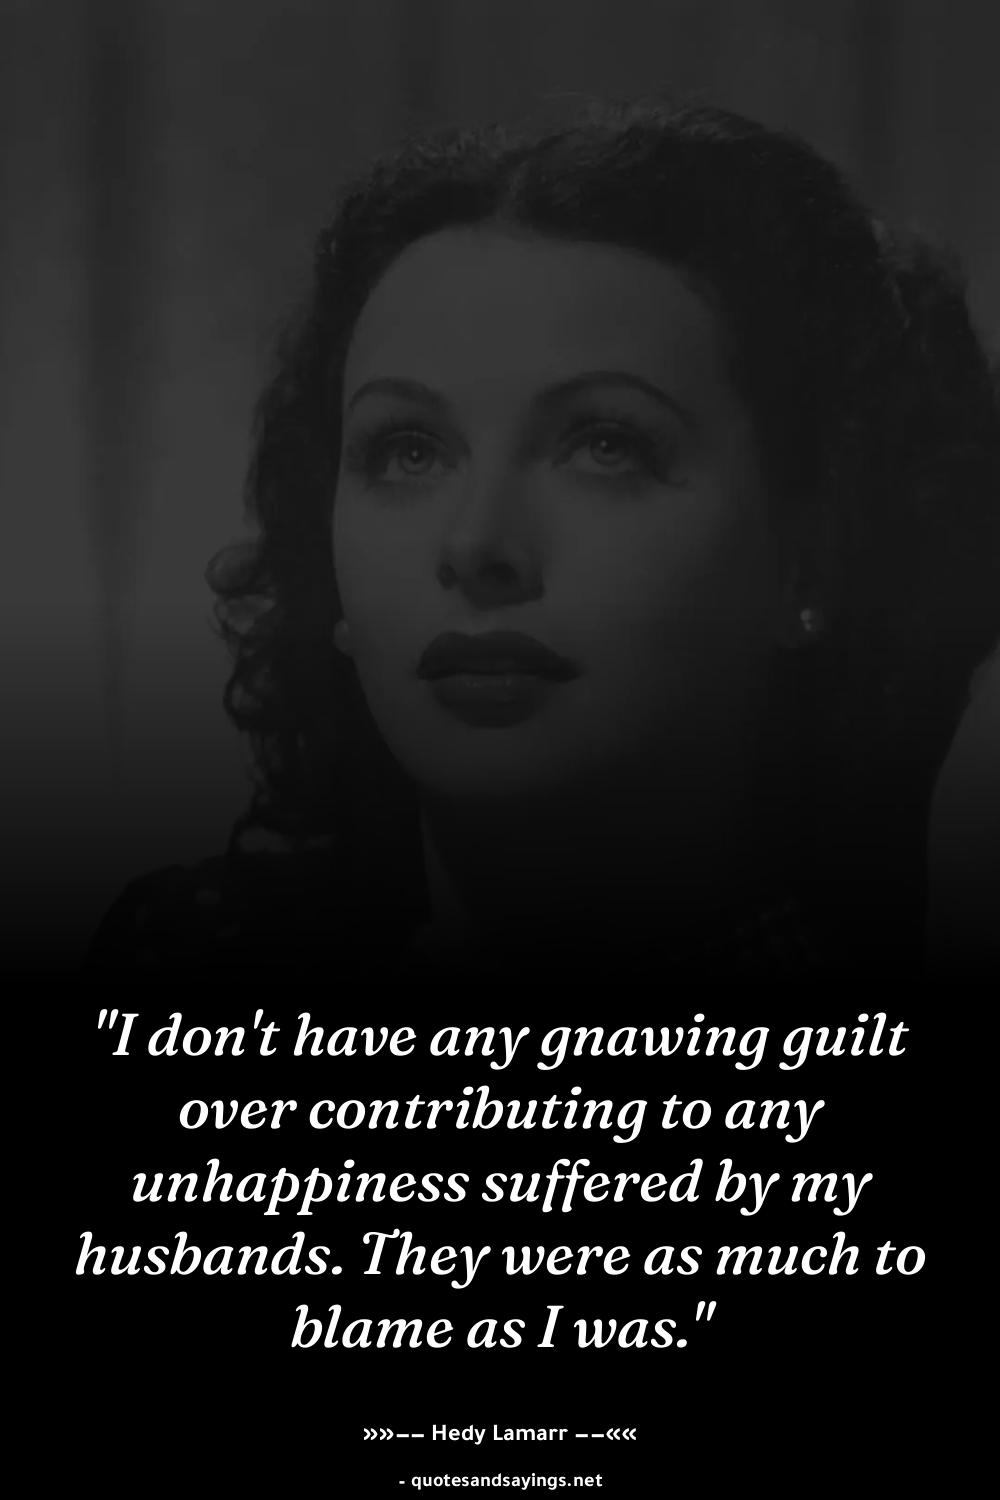 "I don't have any gnawing guilt
over contributing to any
unhappiness suffered by my
husbands. They were as much to
blame as I was."
»»–– Hedy Lamarr ––««
- quotesandsayings.net